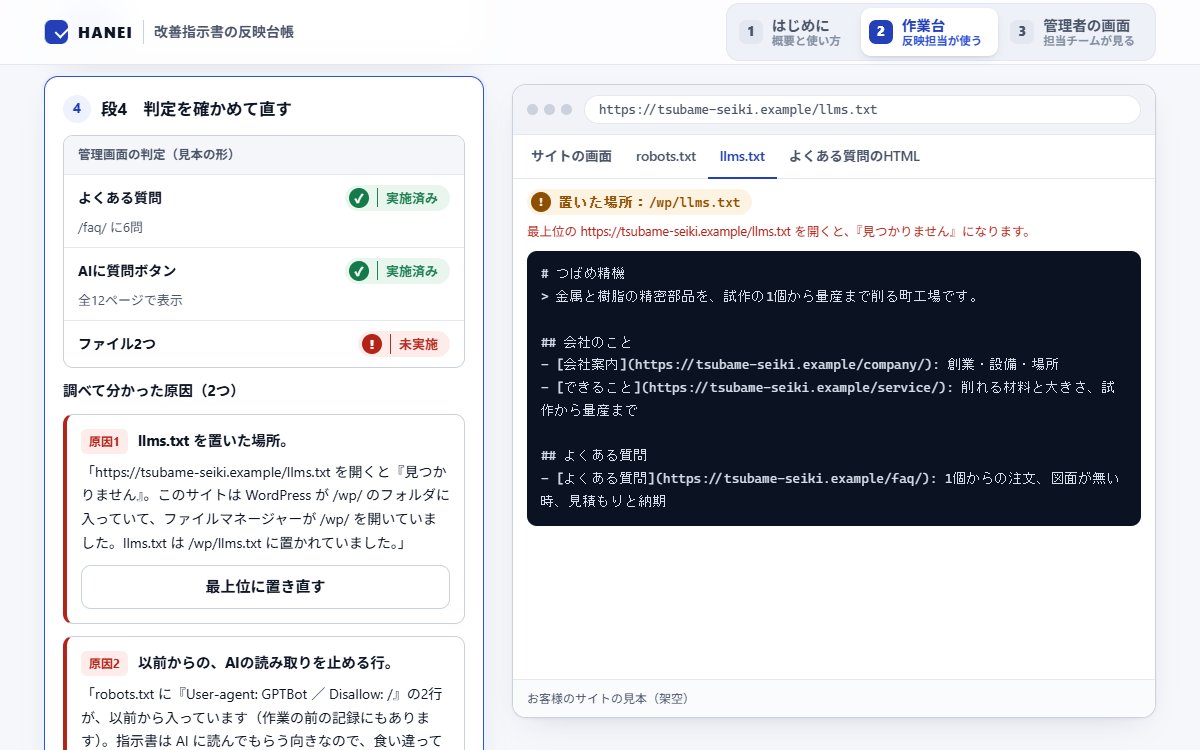 HANEI 改善指示書の反映台帳
1 はじめに
概要と使い方
2 作業台
反映担当が使う
3 管理者の画面
担当チームが見る
4 段4 判定を確かめて直す
管理画面の判定（見本の形）
よくある質問 実施済み
/faq/ に6問
AIに質問ボタン 実施済み
全12ページで表示
ファイル2つ 未実施
調べて分かった原因（2つ）
原因1 llms.txt を置いた場所。
「https://tsubame-seiki.example/llms.txt を開くと『見つか
りません』。このサイトは WordPress が /wp/ のフォルダに
入っていて、ファイルマネージャーが /wp/ を開いていま
した。llms.txt は /wp/llms.txt に置かれていました。」
最上位に置き直す
原因2 以前からの、AIの読み取りを止める行。
「robots.txt に『User-agent: GPTBot ／ Disallow: /』の2行
が、以前から入っています（作業の前の記録にもありま
す）。指示書は AI に読んでもらう向きなので、食い違って
https://tsubame-seiki.example/llms.txt
サイトの画面 robots.txt llms.txt よくある質問のHTML
! 置いた場所：/wp/llms.txt
最上位の https://tsubame-seiki.example/llms.txt を開くと、『見つかりません』になります。
# つばめ精機
> 金属と樹脂の精密部品を、試作の1個から量産まで削る町工場です。
## 会社のこと
- [会社案内](https://tsubame-seiki.example/company/): 創業・設備・場所
- [できること](https://tsubame-seiki.example/service/): 削れる材料と大きさ、試
作から量産まで
## よくある質問
- [よくある質問](https://tsubame-seiki.example/faq/): 1個からの注文、図面が無い
時、見積もりと納期
お客様のサイトの見本（架空）